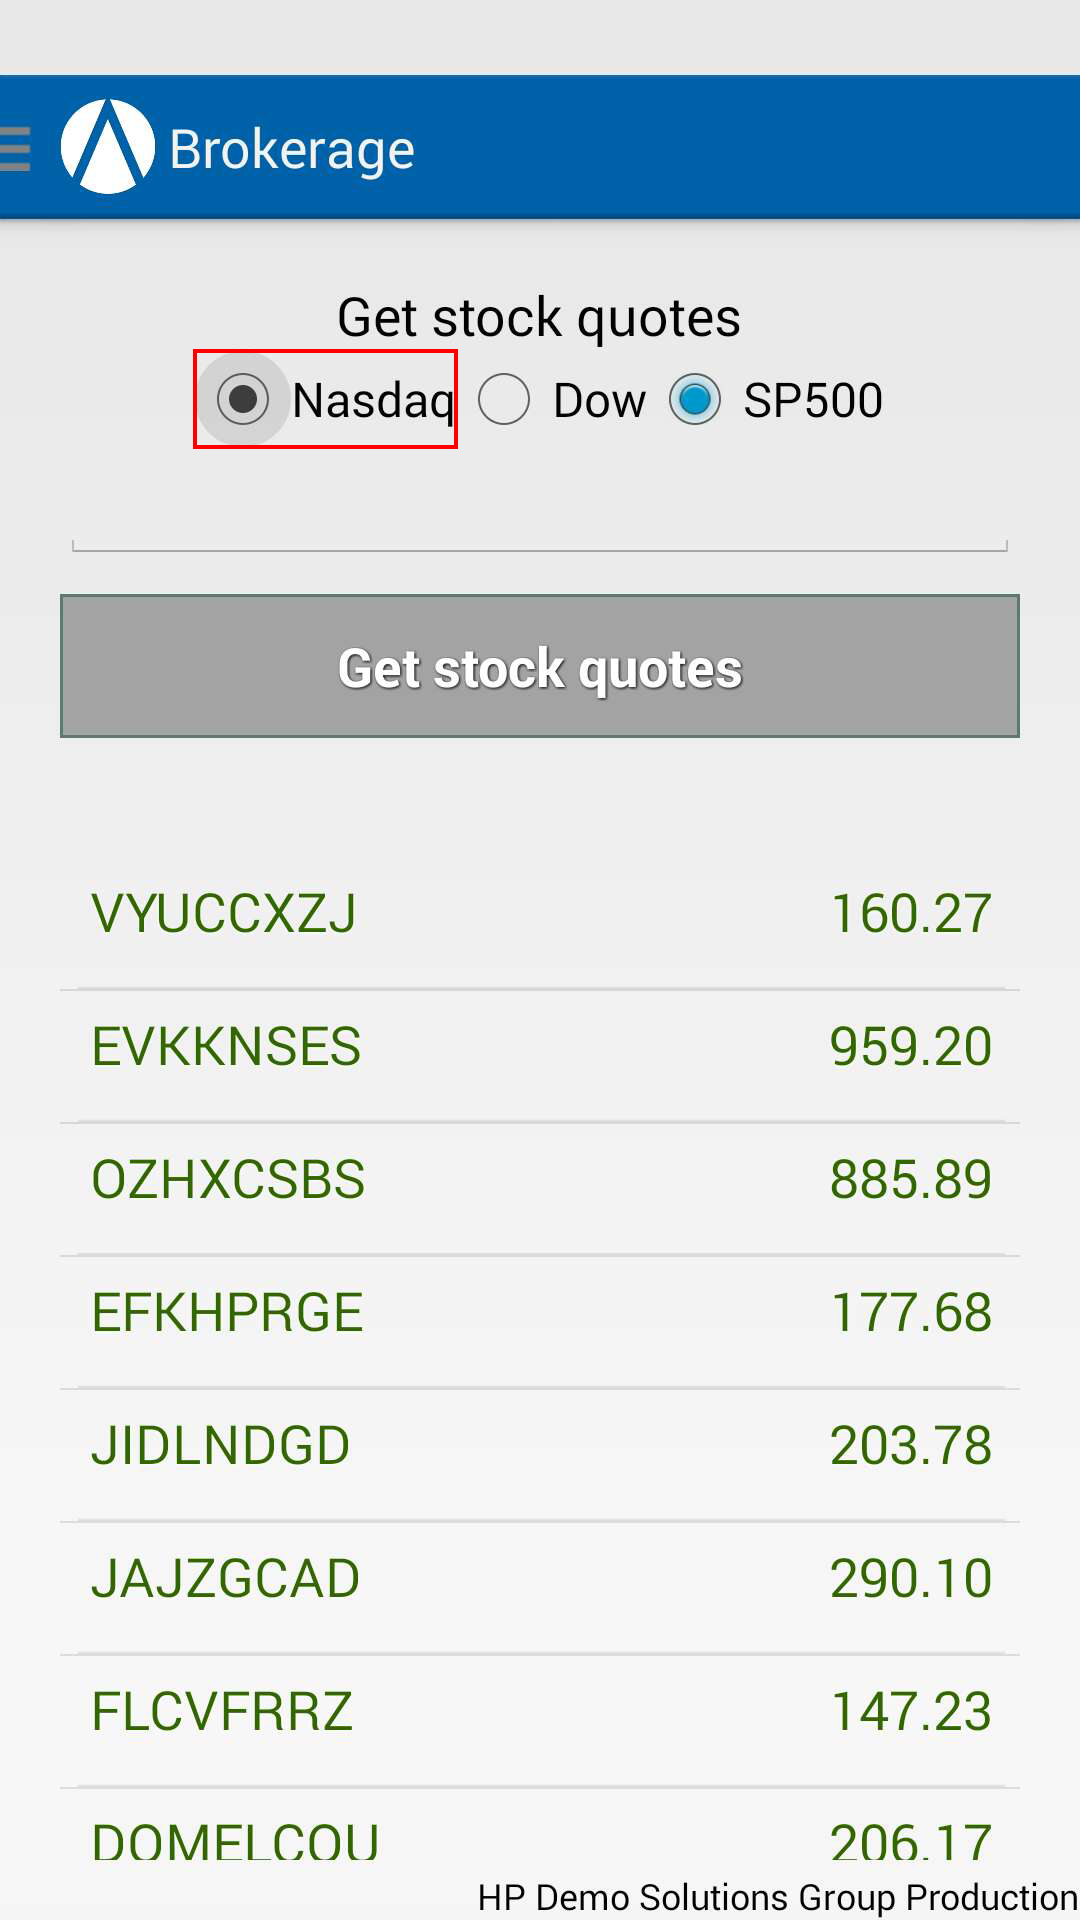 Brokerage
Get stock quotes
Nasdaq Dow SP500
Get stock quotes
VYUCCXZJ 160.27
EVKKNSES 959.20
OZHXCSBS 885.89
EFKHPRGE 177.68
JIDLNDGD 203.78
JAJZGCAD 290.10
FLCVFRRZ 147.23
DOMELCOU 206.17
HP Demo Solutions Group Production